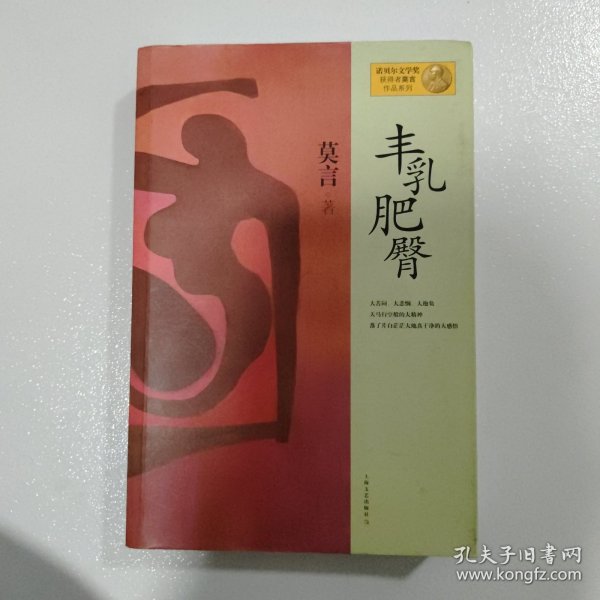 诺贝尔文学奖
获得者莫言
作品系列
丰乳肥臀
莫言·著
大苦闷、大悲悯、大抱负
天马行空般的大精神
落了片白茫茫大地真干净的大感悟
上海文艺出版社
孔夫子旧书网
www.kongfz.com